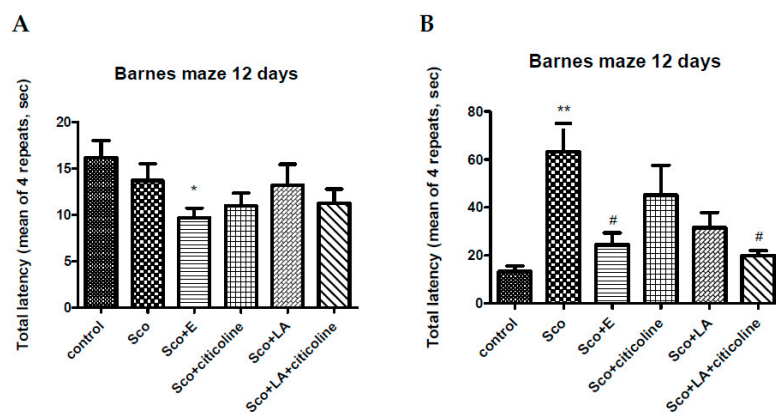 A
Barnes maze 12 days
Total latency (mean of 4 repeats, sec)
20
15
10
5
0
*
control
Sco
Sco+E
Sco+citicoline
Sco+LA
Sco+LA+citicoline
B
Barnes maze 12 days
Total latency (mean of 4 repeats, sec)
80
60
40
20
0
**
#
#
control
Sco
Sco+E
Sco+citicoline
Sco+LA
Sco+LA+citicoline